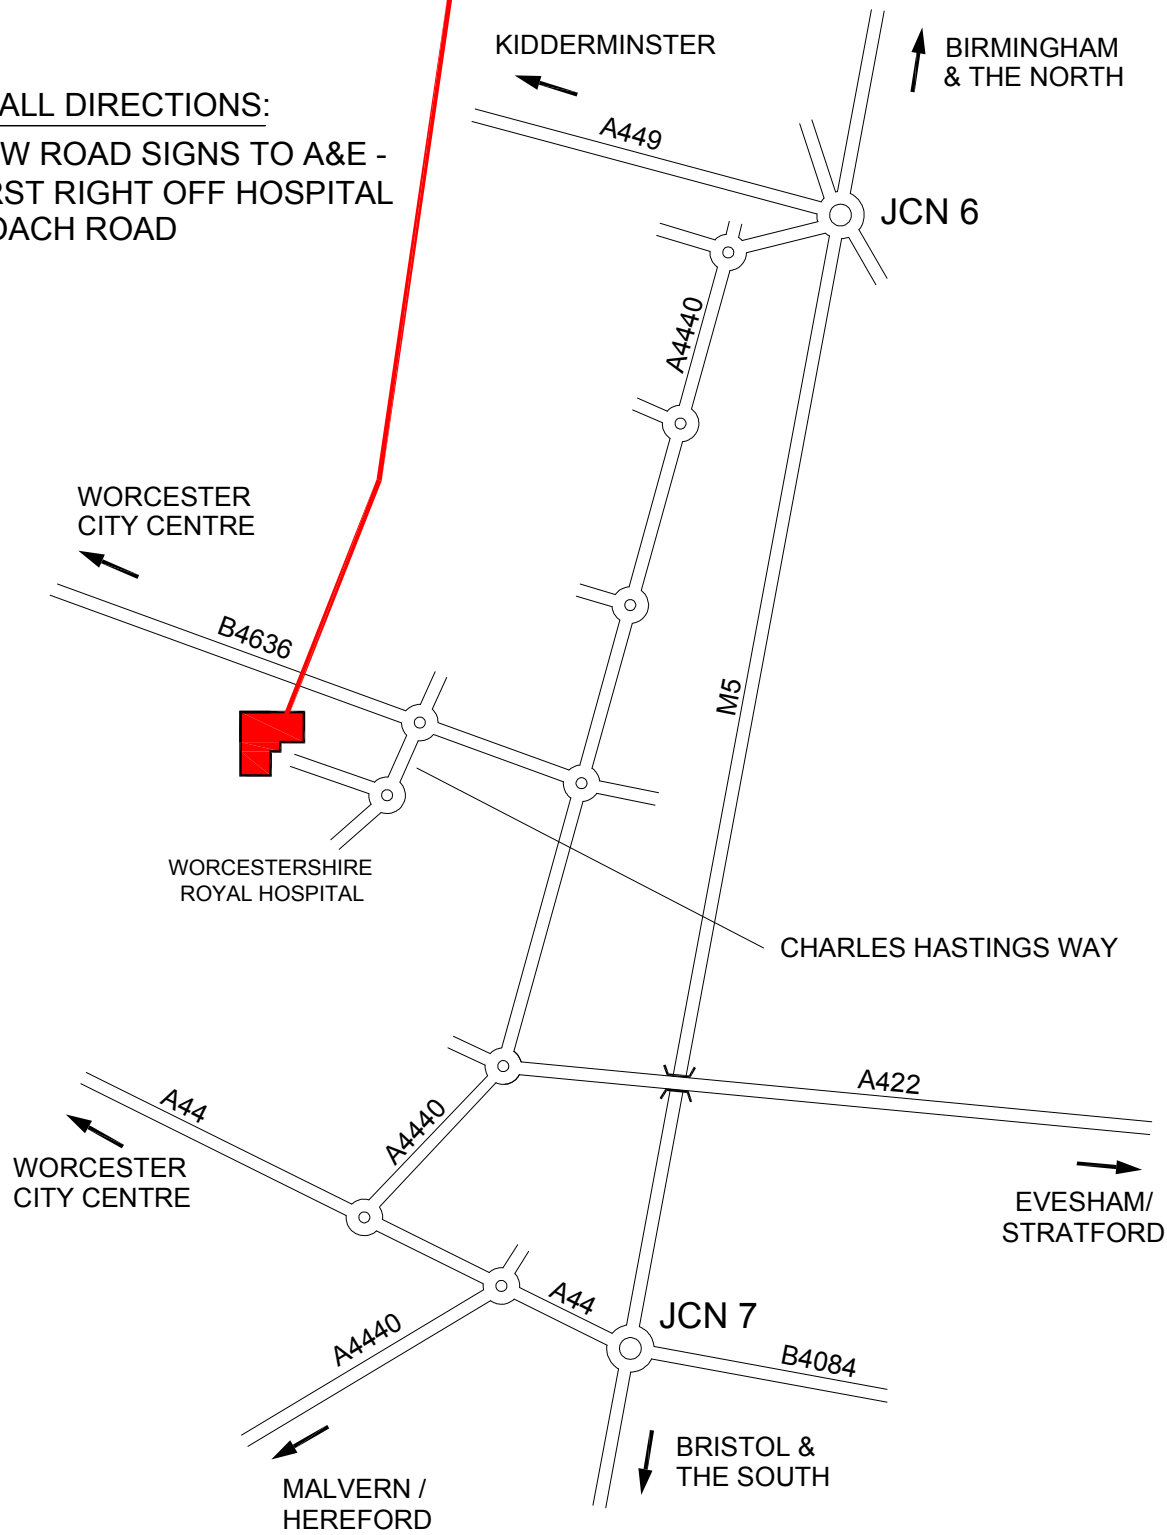 KIDDERMINSTER
BIRMINGHAM
& THE NORTH
ALL DIRECTIONS:
W ROAD SIGNS TO A&E -
RST RIGHT OFF HOSPITAL
OACH ROAD
A449
JCN 6
A4440
WORCESTER
CITY CENTRE
B4636
M5
WORCESTERSHIRE
ROYAL HOSPITAL
CHARLES HASTINGS WAY
A422
A44
A4440
WORCESTER
CITY CENTRE
EVESHAM/
STRATFORD
A44
JCN 7
A4440
B4084
BRISTOL &
THE SOUTH
MALVERN /
HEREFORD